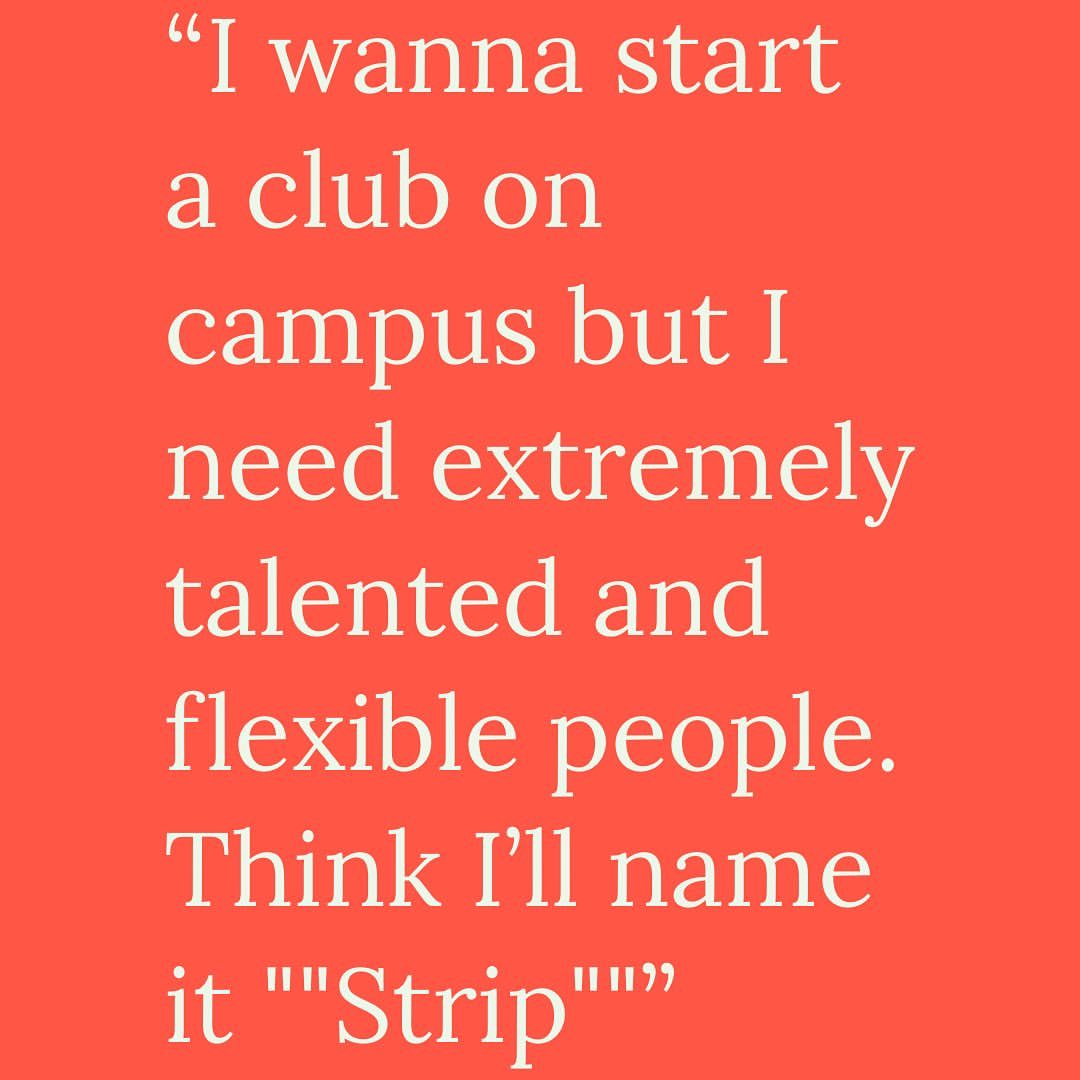 “I wanna start
a club on
campus but I
need extremely
talented and
flexible people.
Think I’ll name
it ""Strip""”